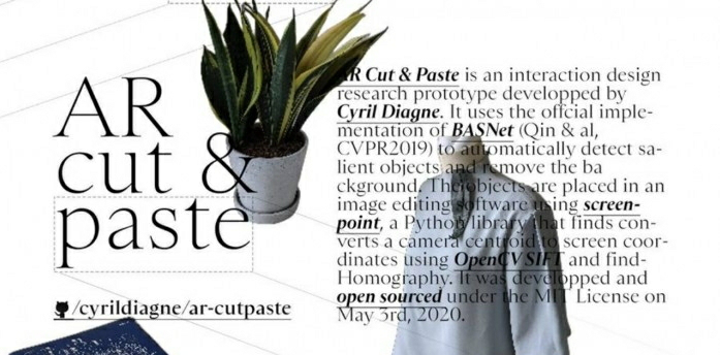 AR
cut &
paste
/cyrildiagne/ar-cutpaste
AR Cut & Paste is an interaction design
research prototype developped by
Cyril Diagne. It uses the offcial imple-
mentation of BASNet (Qin & al,
CVPR2019) to automatically detect sa-
lient objects and remove the ba
ckground. The objects are placed in an
image editing software using screen-
point, a Python library that finds con-
verts a camera centroid to screen coor-
dinates using OpenCV SIFT and find-
Homography. It was developped and
open sourced under the MIT License on
May 3rd, 2020.